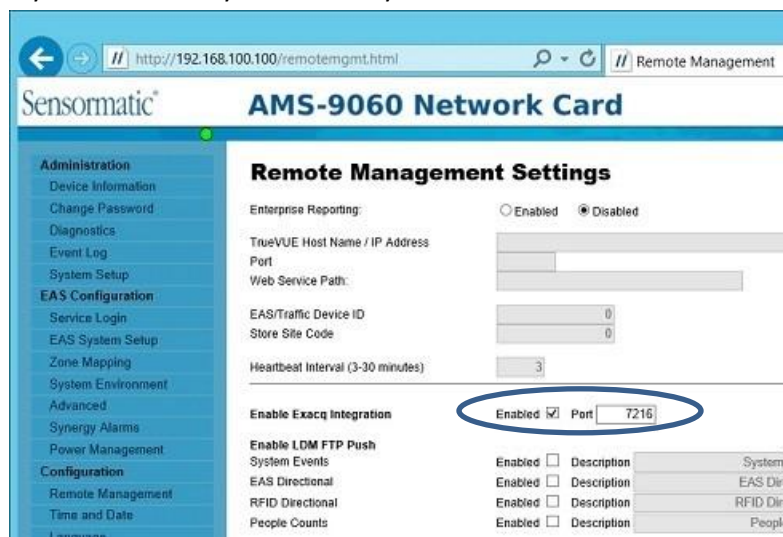 http://192.168.100.100/remotemgmt.html
Remote Management
Sensormatic®
AMS-9060 Network Card
Administration
Device Information
Change Password
Diagnostics
Event Log
System Setup
EAS Configuration
Service Login
EAS System Setup
Zone Mapping
System Environment
Advanced
Synergy Alarms
Power Management
Configuration
Remote Management
Time and Date
Language
Remote Management Settings
Enterprise Reporting: Enabled Disabled
TrueVUE Host Name / IP Address
Port
Web Service Path:
EAS/Traffic Device ID 0
Store Site Code 0
Heartbeat Interval (3-30 minutes) 3
Enable Exacq Integration Enabled Port 7216
Enable LDM FTP Push
System Events Enabled Description System
EAS Directional Enabled Description EAS Dir
RFID Directional Enabled Description RFID Dir
People Counts Enabled Description People